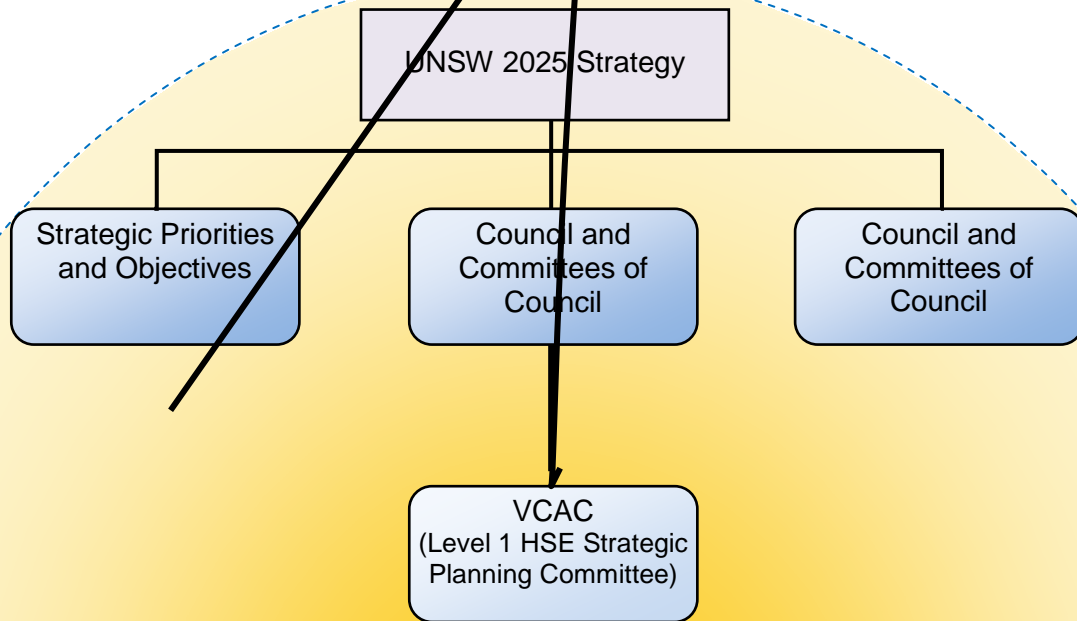 UNSW 2025 Strategy
Strategic Priorities
and Objectives
Council and
Committees of
Council
Council and
Committees of
Council
VCAC
(Level 1 HSE Strategic
Planning Committee)